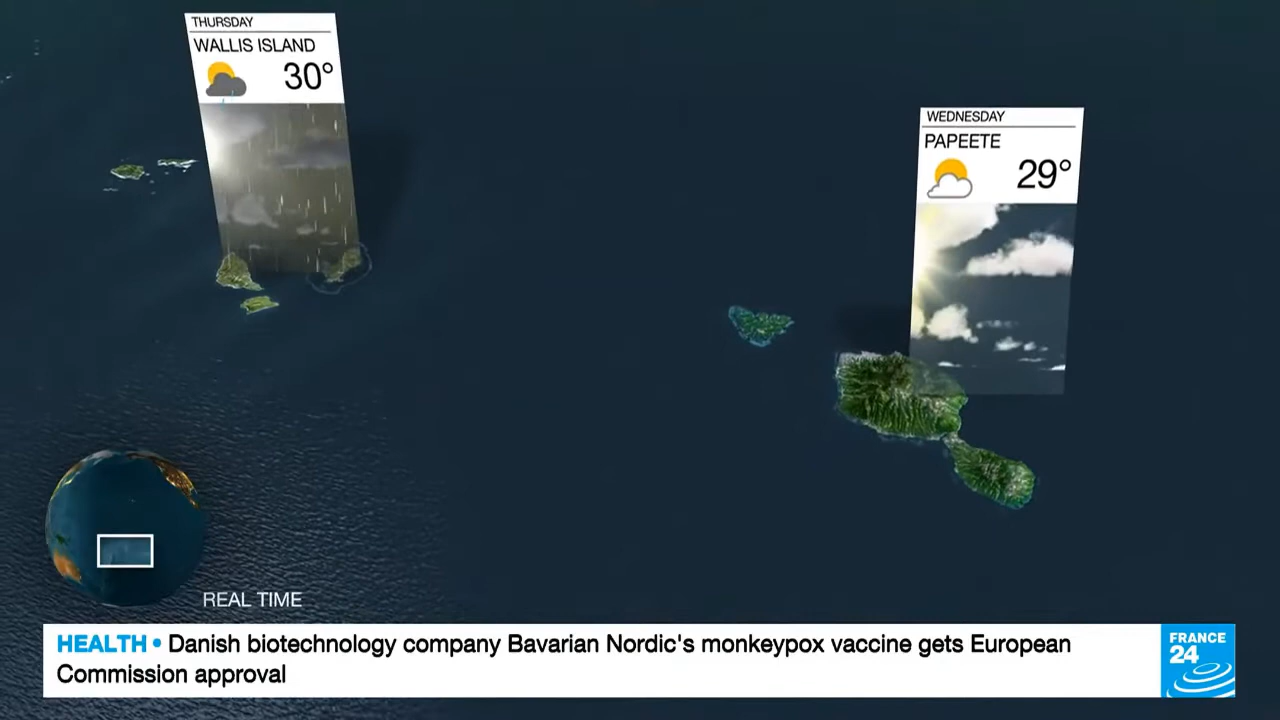 THURSDAY
WALLIS ISLAND
30°
WEDNESDAY
PAPEETE
29°
REAL TIME
HEALTH • Danish biotechnology company Bavarian Nordic's monkeypox vaccine gets European
Commission approval
FRANCE
24